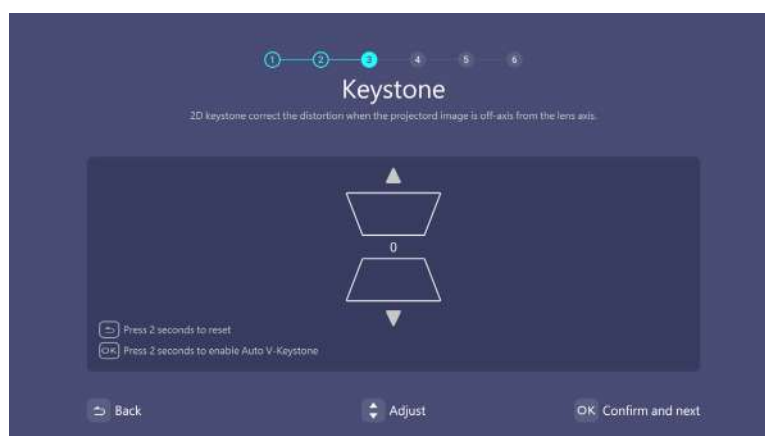 1 2 3 4 5 6
Keystone
2D keystone correct the distortion when the projectord image is off-axis from the lens axis.
0
Press 2 seconds to reset
OK Press 2 seconds to enable Auto V-Keystone
Back Adjust OK Confirm and next